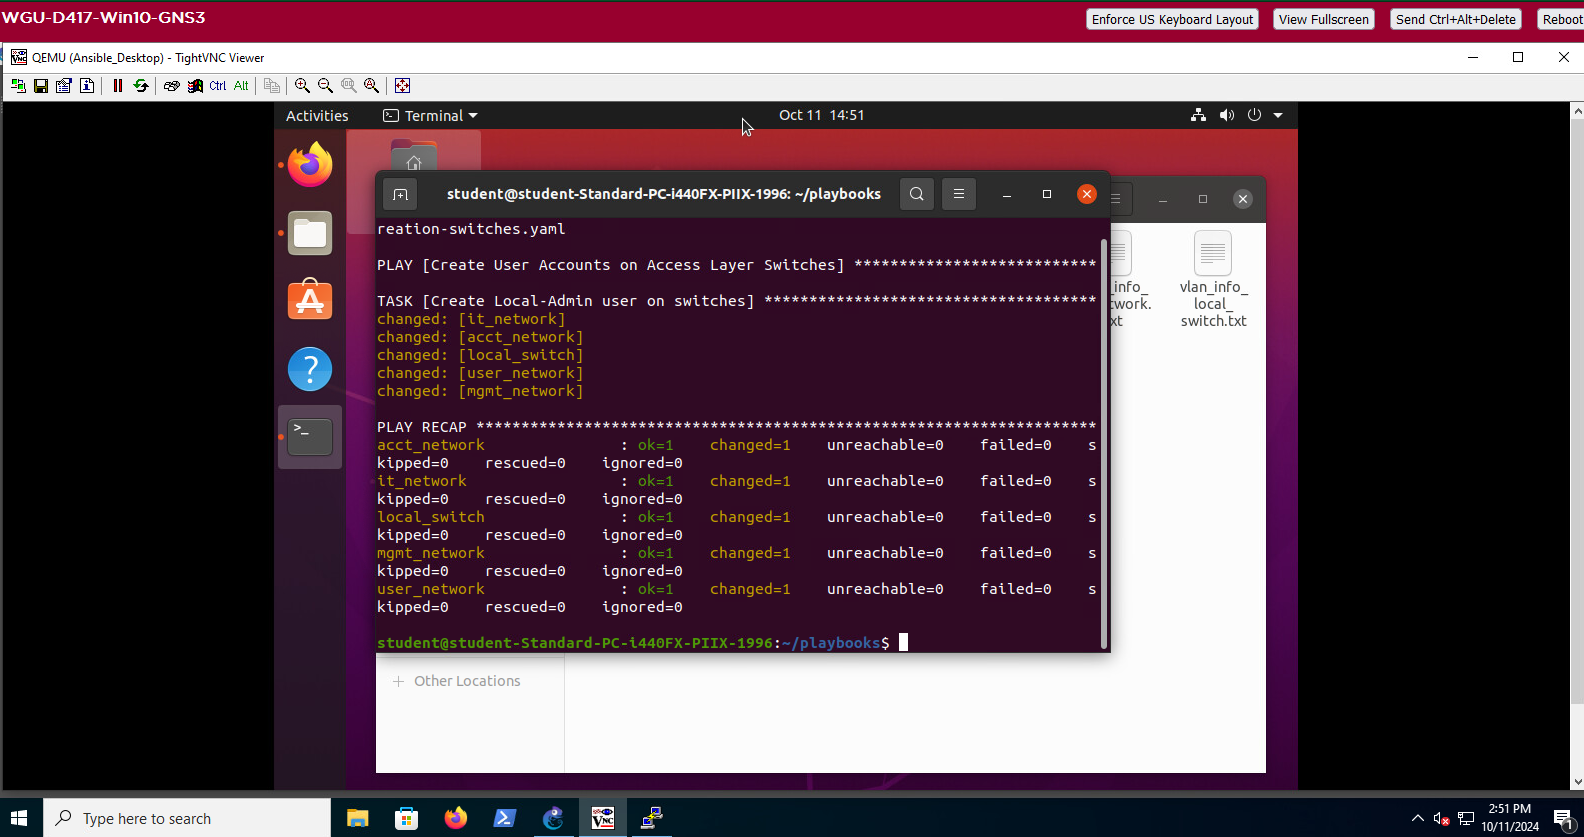 WGU-D417-Win10-GNS3
Enforce US Keyboard Layout
View Fullscreen
Send Ctrl+Alt+Delete
Reboot
QEMU (Ansible_Desktop) - TightVNC Viewer
Ctrl Alt
Activities
Terminal
Oct 11 14:51
student@student-Standard-PC-i440FX-PIIX-1996: ~/playbooks
reation-switches.yaml
PLAY [Create User Accounts on Access Layer Switches] ***************************
TASK [Create Local-Admin user on switches] *************************************
changed: [it_network]
changed: [acct_network]
changed: [local_switch]
changed: [user_network]
changed: [mgmt_network]
PLAY RECAP *********************************************************************
acct_network : ok=1 changed=1 unreachable=0 failed=0 s
kipped=0 rescued=0 ignored=0
it_network : ok=1 changed=1 unreachable=0 failed=0 s
kipped=0 rescued=0 ignored=0
local_switch : ok=1 changed=1 unreachable=0 failed=0 s
kipped=0 rescued=0 ignored=0
mgmt_network : ok=1 changed=1 unreachable=0 failed=0 s
kipped=0 rescued=0 ignored=0
user_network : ok=1 changed=1 unreachable=0 failed=0 s
kipped=0 rescued=0 ignored=0
student@student-Standard-PC-i440FX-PIIX-1996:~/playbooks$
_info_
twork.
xt
vlan_info_
local_
switch.txt
+ Other Locations
Type here to search
2:51 PM
10/11/2024
1